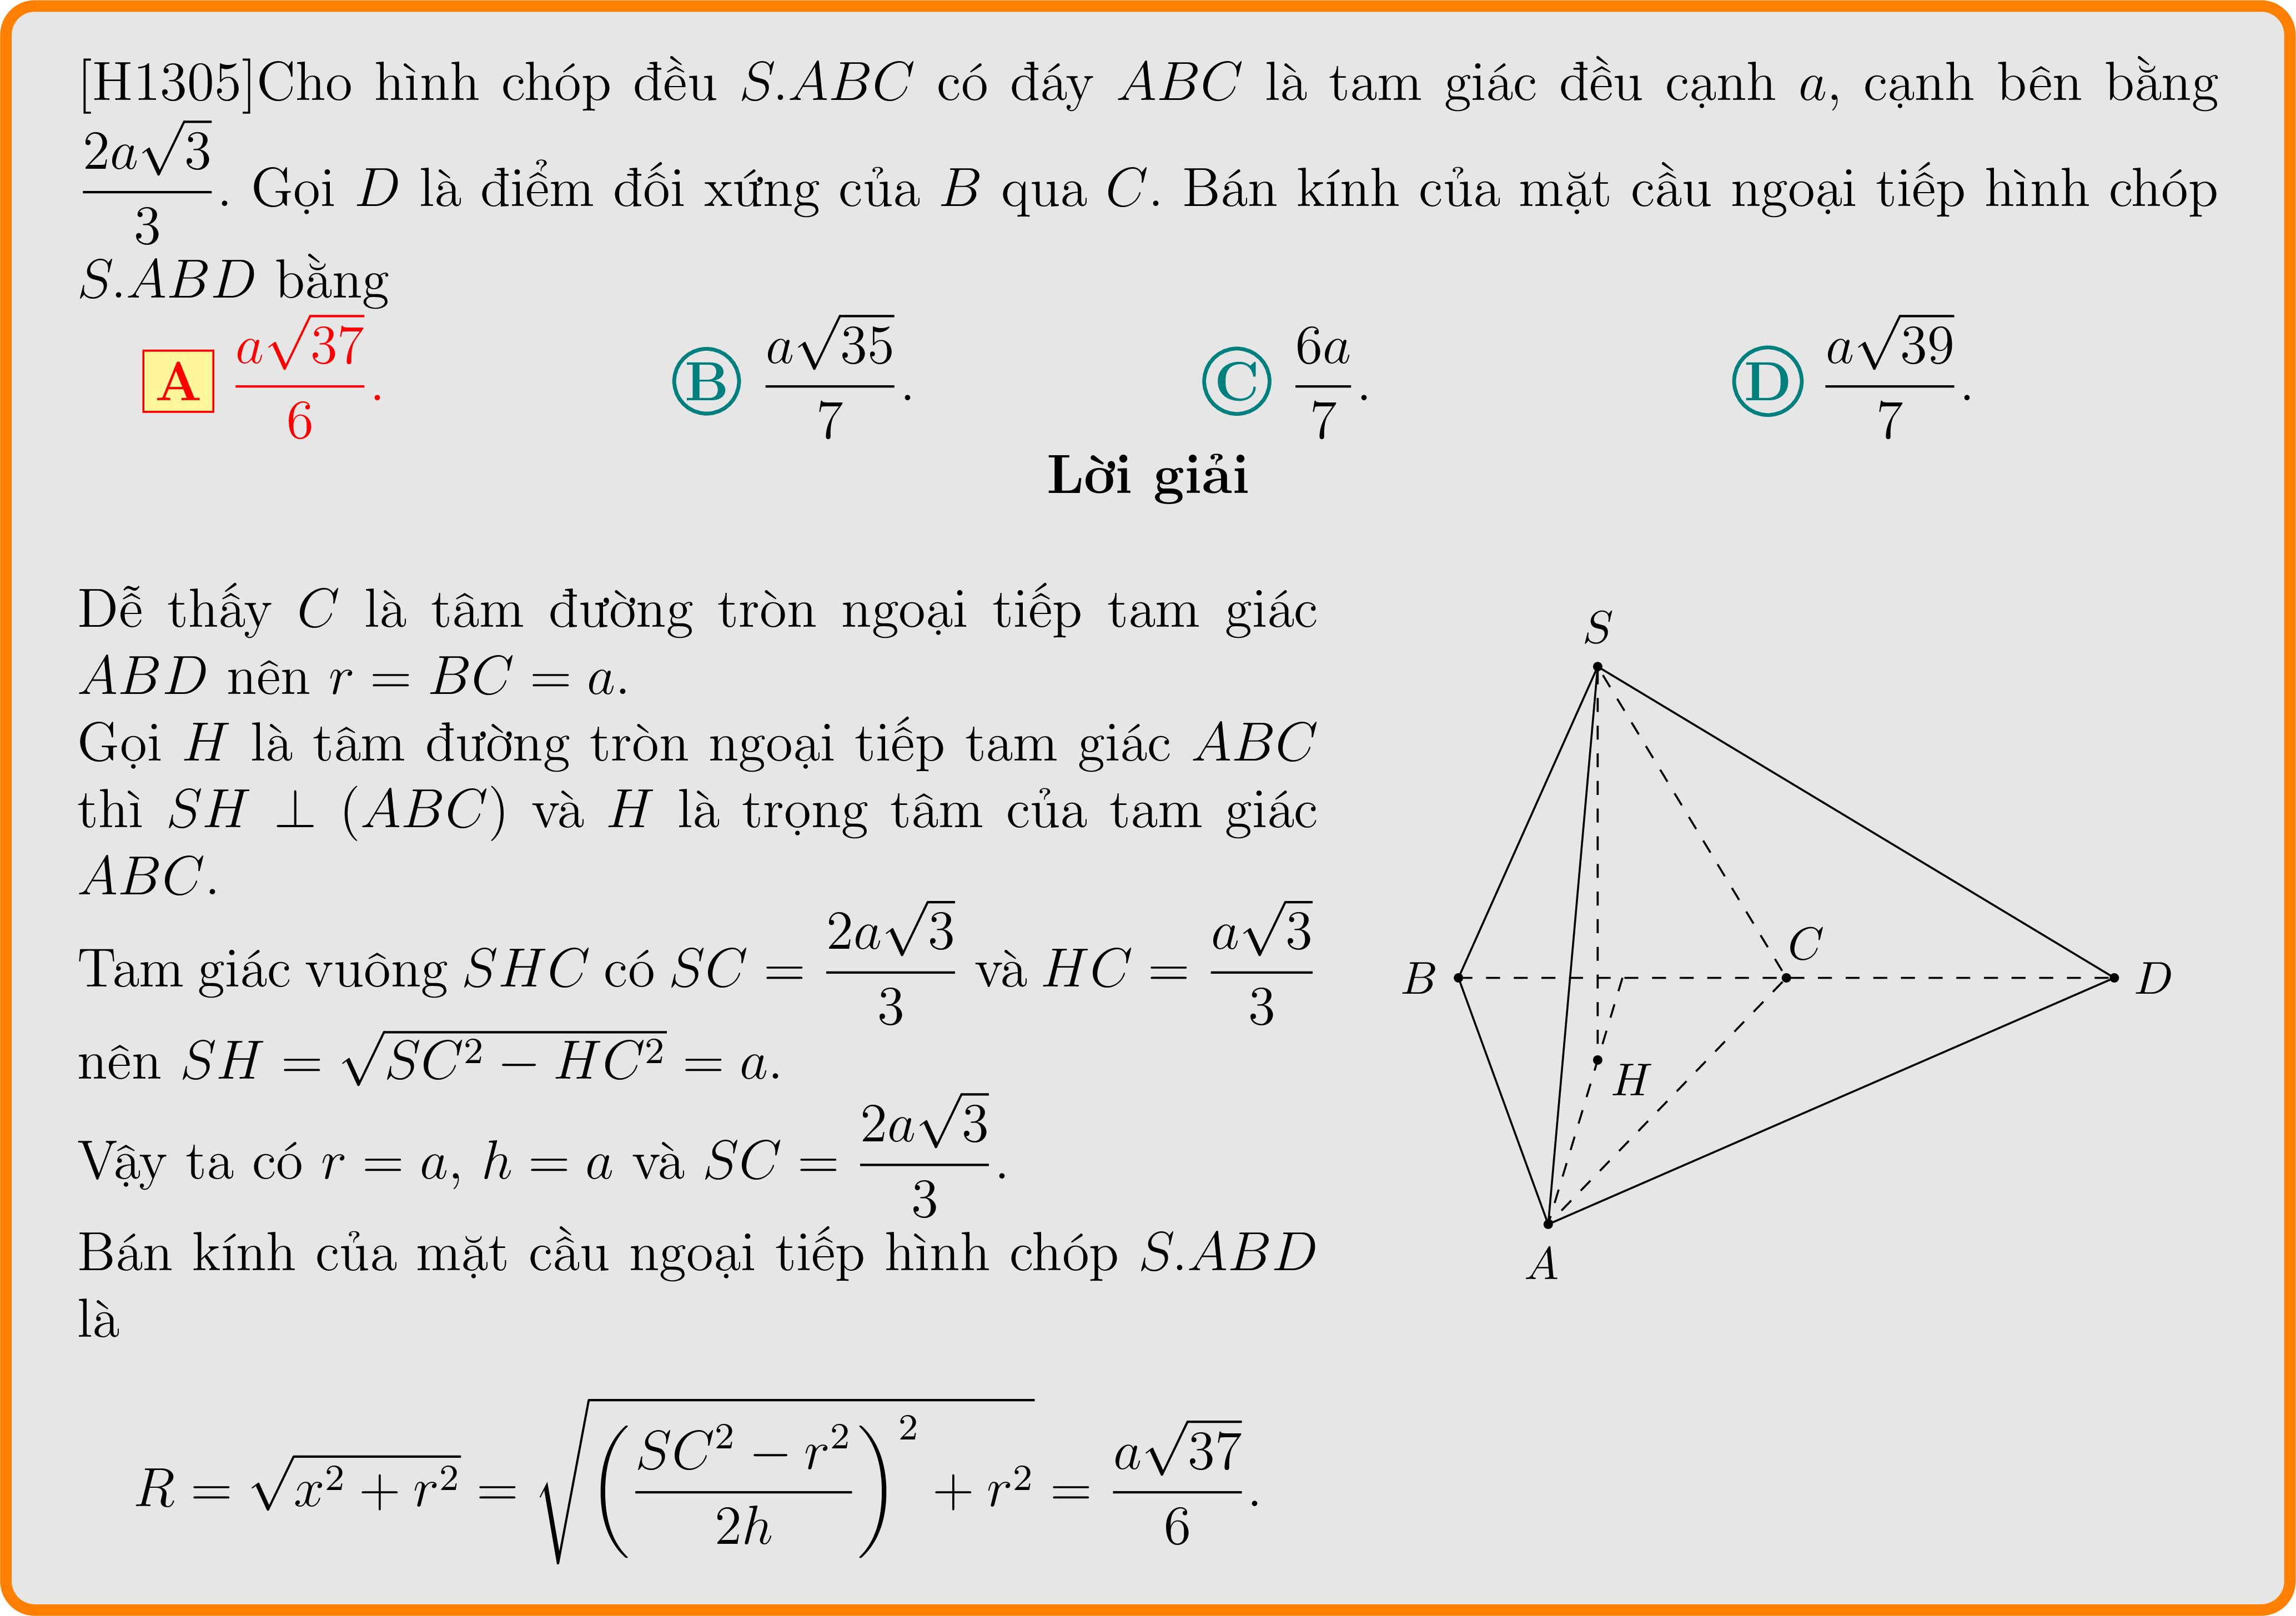 [H1305]Cho hình chóp đều S.ABC có đáy ABC là tam giác đều cạnh a, cạnh bên bằng
\frac{2a\sqrt{3}}{3}. Gọi D là điểm đối xứng của B qua C. Bán kính của mặt cầu ngoại tiếp hình chóp
S.ABD bằng
A \frac{a\sqrt{37}}{6}. B \frac{a\sqrt{35}}{7}. C \frac{6a}{7}. D \frac{a\sqrt{39}}{7}.
Lời giải
Dễ thấy C là tâm đường tròn ngoại tiếp tam giác
ABD nên r = BC = a.
Gọi H là tâm đường tròn ngoại tiếp tam giác ABC
thì SH ⊥ (ABC) và H là trọng tâm của tam giác
ABC.
Tam giác vuông SHC có SC = \frac{2a\sqrt{3}}{3} và HC = \frac{a\sqrt{3}}{3}
nên SH = \sqrt{SC^2 − HC^2} = a.
Vậy ta có r = a, h = a và SC = \frac{2a\sqrt{3}}{3}.
Bán kính của mặt cầu ngoại tiếp hình chóp S.ABD
là
R = \sqrt{x^2 + r^2} = \sqrt{\left(\frac{SC^2 − r^2}{2h}\right)^2 + r^2} = \frac{a\sqrt{37}}{6}.
S
C
B
D
H
A